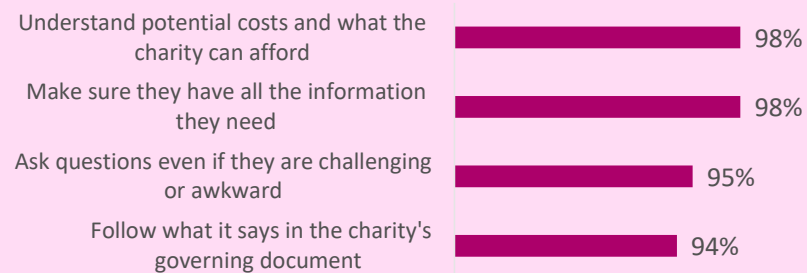 Understand potential costs and what the
charity can afford
98%
Make sure they have all the information
they need
98%
Ask questions even if they are challenging
or awkward
95%
Follow what it says in the charity's
governing document
94%